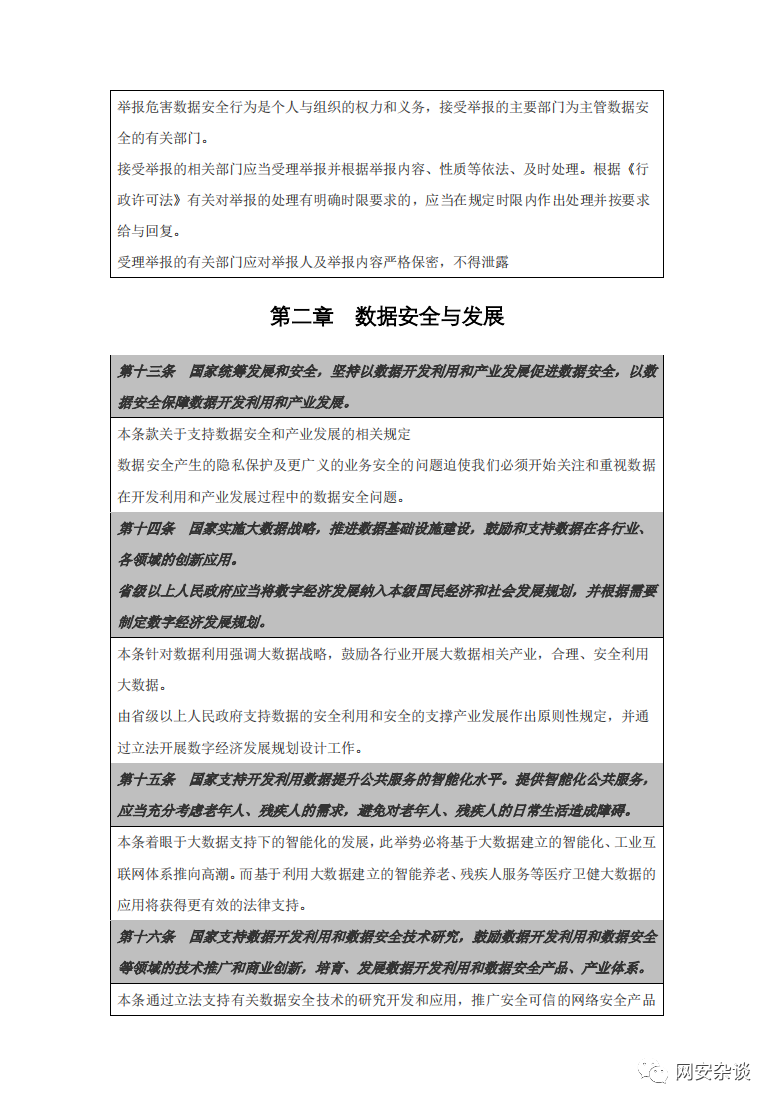 举报危害数据安全行为是个人与组织的权力和义务，接受举报的主要部门为主管数据安
全的有关部门。
接受举报的相关部门应当受理举报并根据举报内容、性质等依法、及时处理。根据《行
政许可法》有关对举报的处理有明确时限要求的，应当在规定时限内作出处理并按要求
给与回复。
受理举报的有关部门应对举报人及举报内容严格保密，不得泄露
第二章　数据安全与发展
第十三条　国家统筹发展和安全，坚持以数据开发利用和产业发展促进数据安全，以数
据安全保障数据开发利用和产业发展。
本条款关于支持数据安全和产业发展的相关规定
数据安全产生的隐私保护及更广义的业务安全的问题迫使我们必须开始关注和重视数据
在开发利用和产业发展过程中的数据安全问题。
第十四条　国家实施大数据战略，推进数据基础设施建设，鼓励和支持数据在各行业、
各领域的创新应用。
省级以上人民政府应当将数字经济发展纳入本级国民经济和社会发展规划，并根据需要
制定数字经济发展规划。
本条针对数据利用强调大数据战略，鼓励各行业开展大数据相关产业，合理、安全利用
大数据。
由省级以上人民政府支持数据的安全利用和安全的支撑产业发展作出原则性规定，并通
过立法开展数字经济发展规划设计工作。
第十五条　国家支持开发利用数据提升公共服务的智能化水平。提供智能化公共服务，
应当充分考虑老年人、残疾人的需求，避免对老年人、残疾人的日常生活造成障碍。
本条着眼于大数据支持下的智能化的发展，此举势必将基于大数据建立的智能化、工业互
联网体系推向高潮。而基于利用大数据建立的智能养老、残疾人服务等医疗卫健大数据的
应用将获得更有效的法律支持。
第十六条　国家支持数据开发利用和数据安全技术研究，鼓励数据开发利用和数据安全
等领域的技术推广和商业创新，培育、发展数据开发利用和数据安全产品、产业体系。
本条通过立法支持有关数据安全技术的研究开发和应用，推广安全可信的网络安全产品
网安杂谈